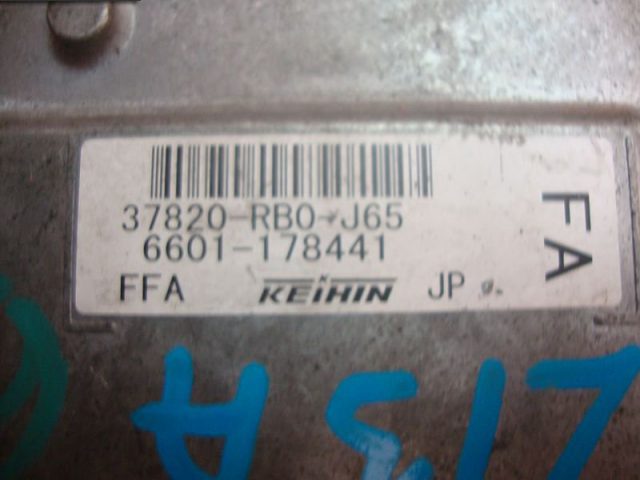 37820-RB0-J65
6601-178441
FFA KEIHIN JP
FA
L13A